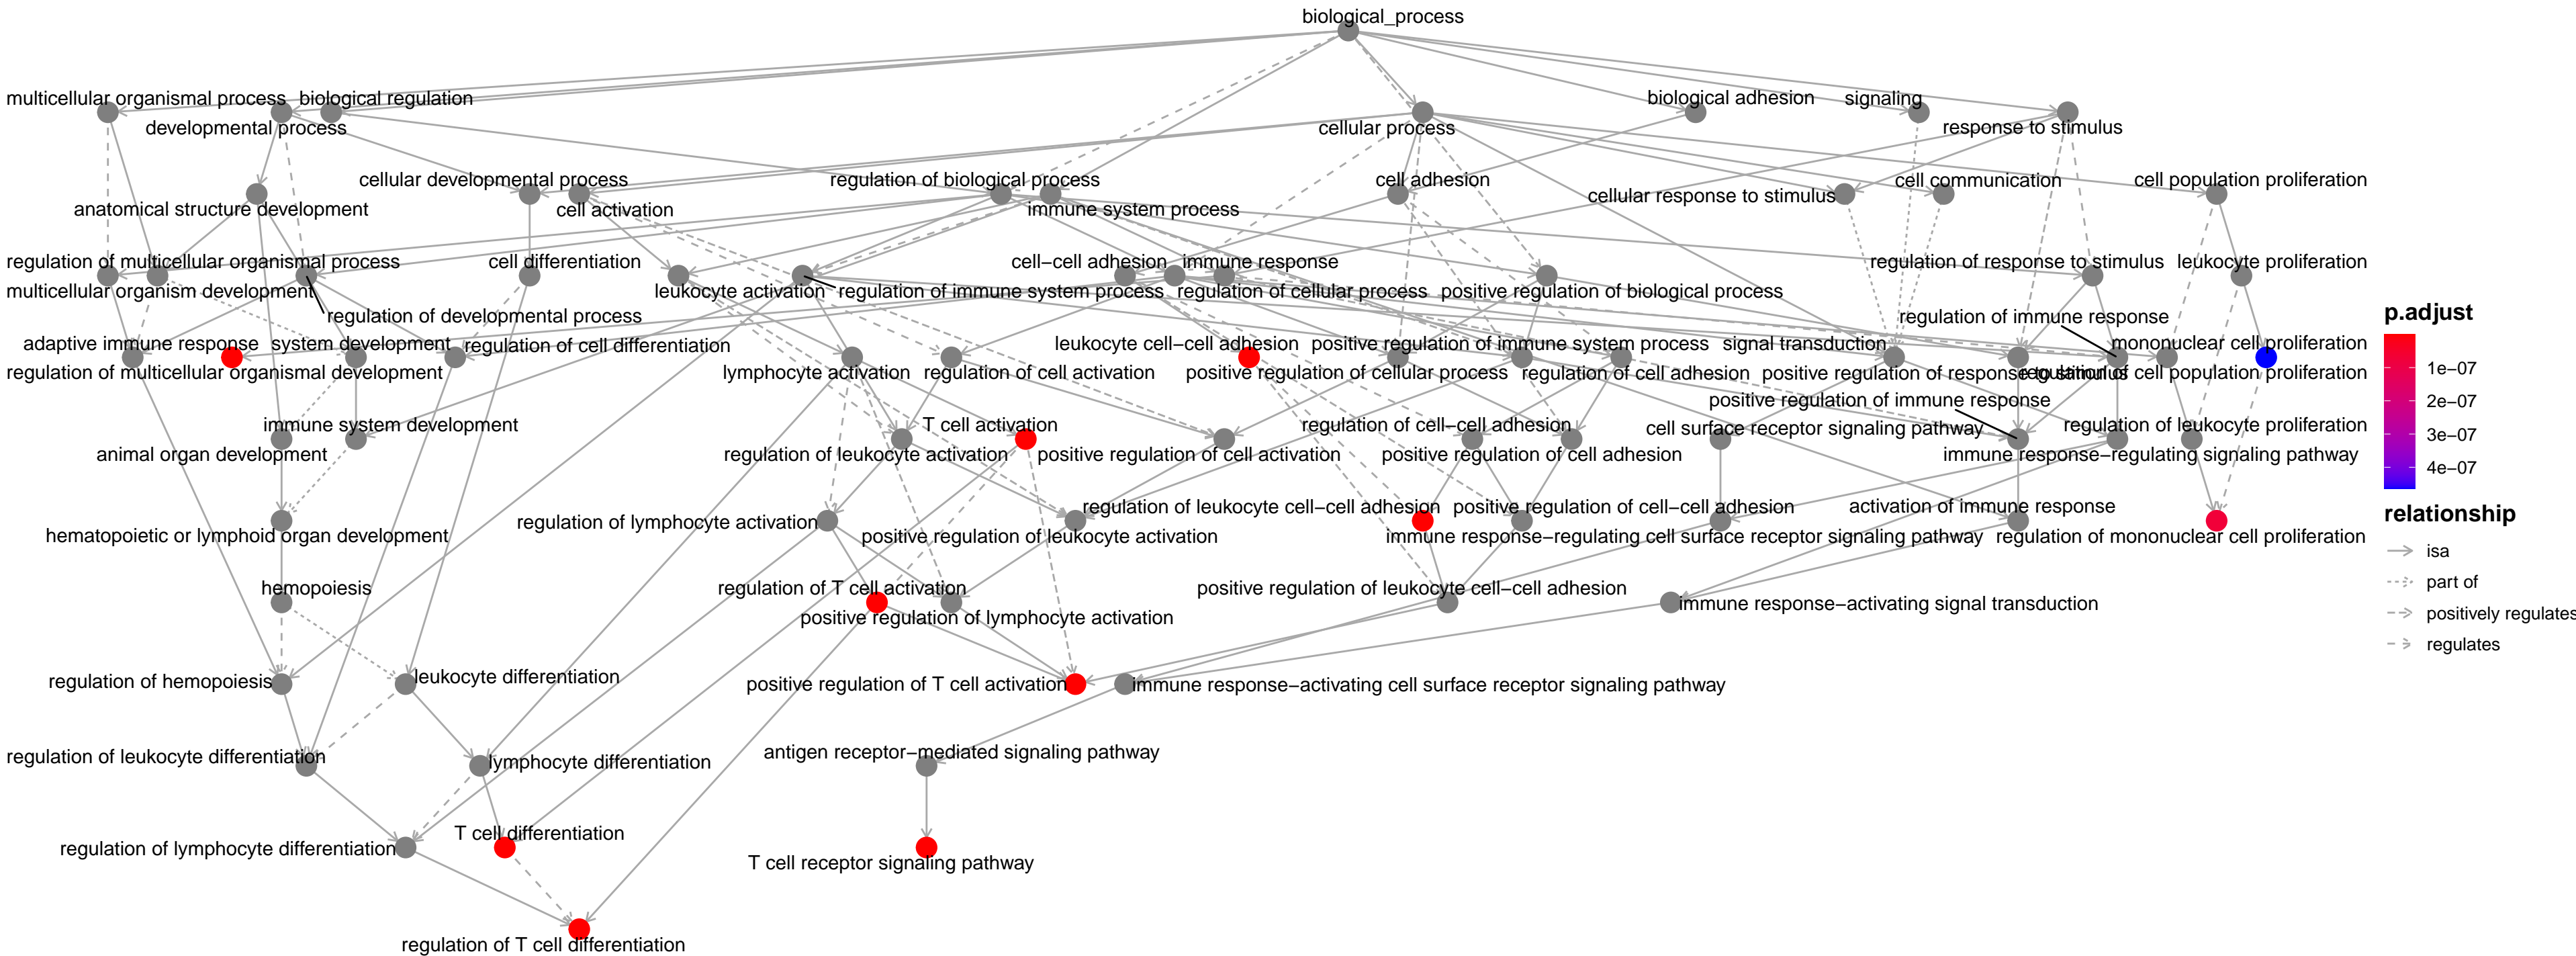 biological_process
multicellular organismal process
biological regulation
biological adhesion
signaling
developmental process
cellular process
response to stimulus
cellular developmental process
regulation of biological process
cell adhesion
cellular response to stimulus
cell communication
cell population proliferation
anatomical structure development
cell activation
immune system process
regulation of multicellular organismal process
cell differentiation
cell−cell adhesion
immune response
regulation of response to stimulus
leukocyte proliferation
multicellular organism development
leukocyte activation
regulation of immune system process
regulation of cellular process
positive regulation of biological process
regulation of developmental process
regulation of immune response
adaptive immune response
system development
regulation of cell differentiation
leukocyte cell−cell adhesion
positive regulation of immune system process
signal transduction
mononuclear cell proliferation
regulation of multicellular organismal development
lymphocyte activation
regulation of cell activation
positive regulation of cellular process
regulation of cell adhesion
positive regulation of response to stimulus
regulation of cell population proliferation
positive regulation of immune response
immune system development
T cell activation
regulation of cell−cell adhesion
cell surface receptor signaling pathway
regulation of leukocyte proliferation
animal organ development
regulation of leukocyte activation
positive regulation of cell activation
positive regulation of cell adhesion
immune response−regulating signaling pathway
regulation of leukocyte cell−cell adhesion
positive regulation of cell−cell adhesion
activation of immune response
regulation of lymphocyte activation
hematopoietic or lymphoid organ development
positive regulation of leukocyte activation
immune response−regulating cell surface receptor signaling pathway
regulation of mononuclear cell proliferation
hemopoiesis
regulation of T cell activation
positive regulation of leukocyte cell−cell adhesion
immune response−activating signal transduction
positive regulation of lymphocyte activation
regulation of hemopoiesis
leukocyte differentiation
positive regulation of T cell activation
immune response−activating cell surface receptor signaling pathway
regulation of leukocyte differentiation
lymphocyte differentiation
antigen receptor−mediated signaling pathway
regulation of lymphocyte differentiation
T cell differentiation
T cell receptor signaling pathway
regulation of T cell differentiation
p.adjust
1e−07
2e−07
3e−07
4e−07
relationship
isa
part of
positively regulates
regulates